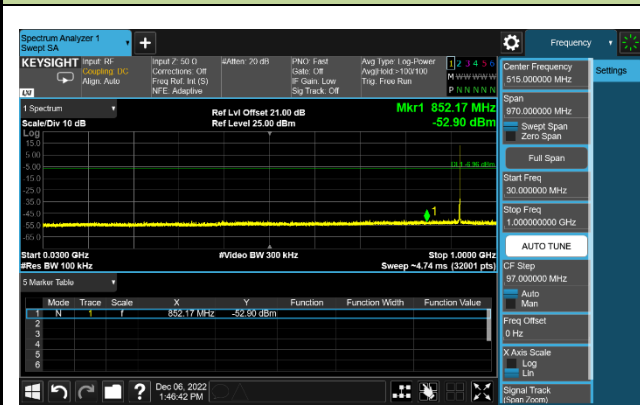 Spectrum Analyzer 1
Swept SA
+
Frequency
KEYSIGHT
Input: RF
Coupling: DC
Align: Auto
Input Z: 50 Ω
Corrections: Off
Freq Ref: Int (S)
NFE: Adaptive
#Atten: 20 dB
PNO: Fast
Gate: Off
IF Gain: Low
Sig Track: Off
Avg Type: Log-Power
Avg|Hold:>100/100
Trig: Free Run
1 2 3 4 5 6
M W W W W W
P N N N N N
LXI
1 Spectrum
Scale/Div 10 dB
Ref Lvl Offset 21.00 dB
Ref Level 25.00 dBm
Mkr1 852.17 MHz
-52.90 dBm
Log
15.0
5.00
-5.00
-15.0
-25.0
-35.0
-45.0
-55.0
-65.0
1
Start 0.0300 GHz
#Res BW 100 kHz
#Video BW 300 kHz
Stop 1.0000 GHz
Sweep ~4.74 ms (32001 pts)
5 Marker Table
Mode Trace Scale X Y Function Function Width Function Value
1 N 1 f 852.17 MHz -52.90 dBm
2
3
4
5
6
Dec 06, 2022
1:46:42 PM
Center Frequency
515.000000 MHz
Settings
Span
970.000000 MHz
Swept Span
Zero Span
Full Span
Start Freq
30.000000 MHz
Stop Freq
1.000000000 GHz
AUTO TUNE
CF Step
97.000000 MHz
Auto
Man
Freq Offset
0 Hz
X Axis Scale
Log
Lin
Signal Track
(Span Zoom)